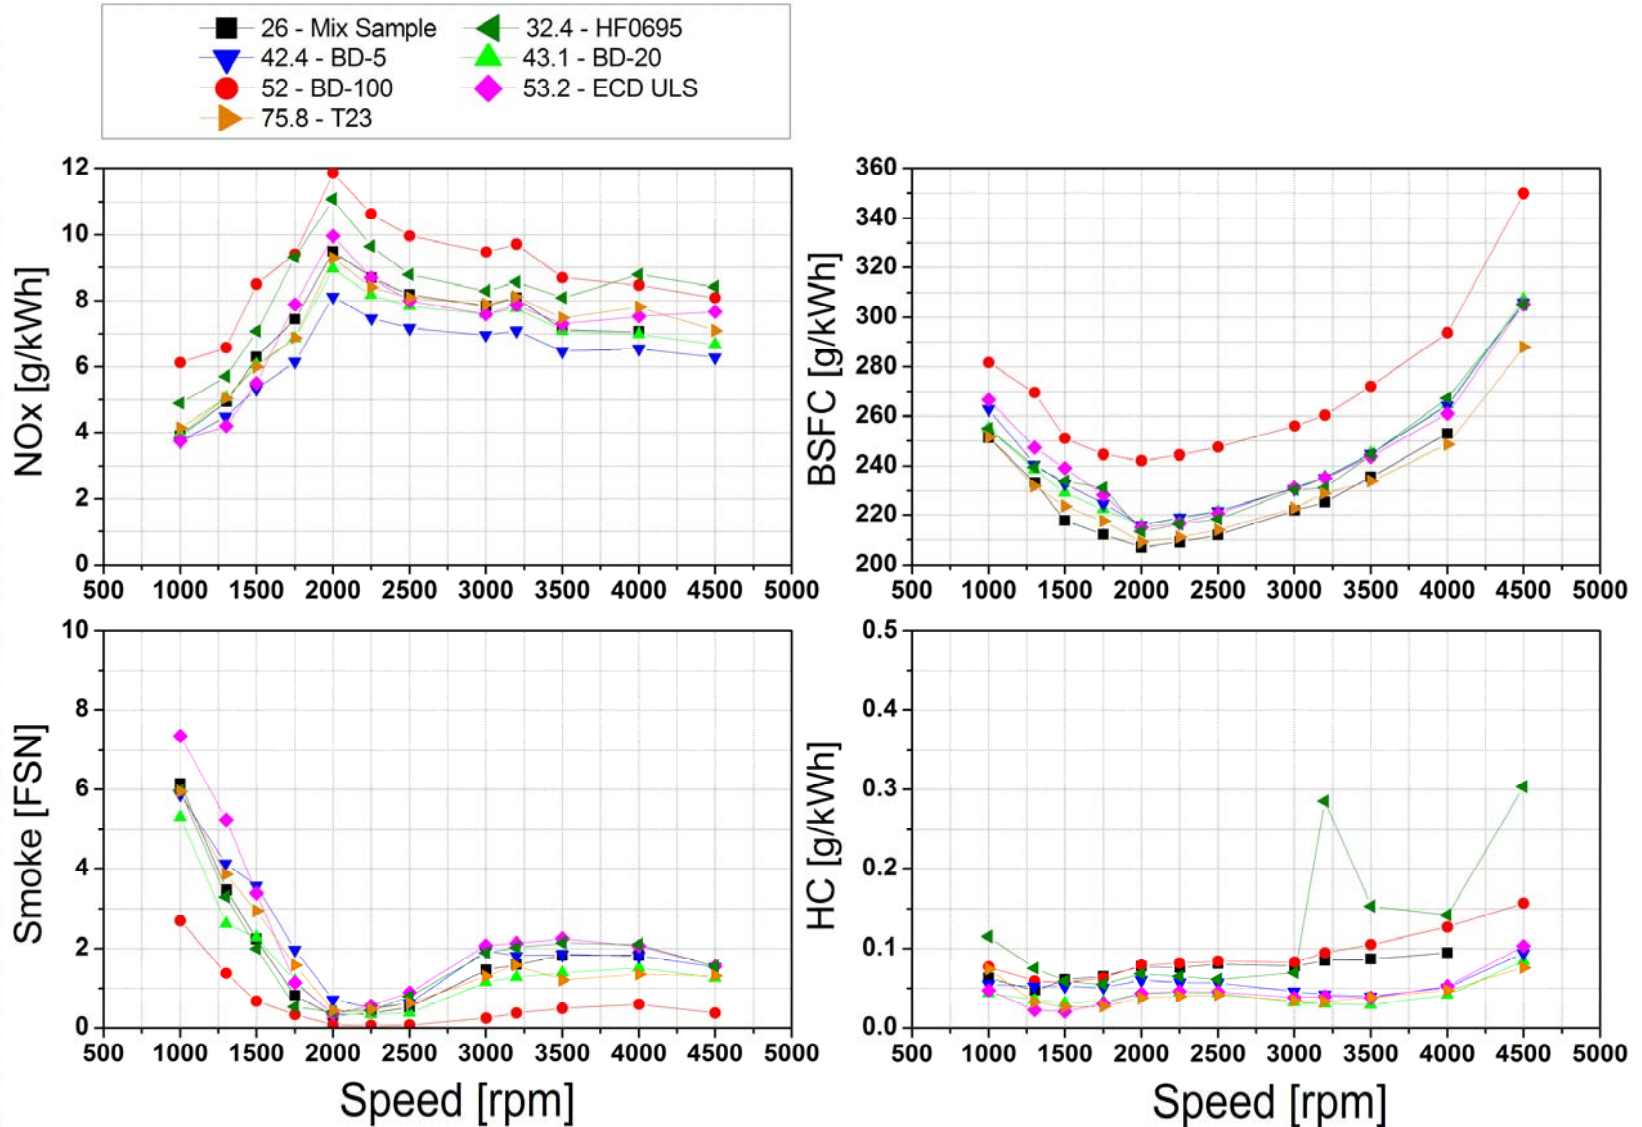 26 - Mix Sample 32.4 - HF0695
42.4 - BD-5 43.1 - BD-20
52 - BD-100 53.2 - ECD ULS
75.8 - T23
NOx [g/kWh]
12
10
8
6
4
2
0
500 1000 1500 2000 2500 3000 3500 4000 4500 5000
BSFC [g/kWh]
360
340
320
300
280
260
240
220
200
500 1000 1500 2000 2500 3000 3500 4000 4500 5000
Smoke [FSN]
10
8
6
4
2
0
500 1000 1500 2000 2500 3000 3500 4000 4500 5000
Speed [rpm]
HC [g/kWh]
0.5
0.4
0.3
0.2
0.1
0.0
500 1000 1500 2000 2500 3000 3500 4000 4500 5000
Speed [rpm]